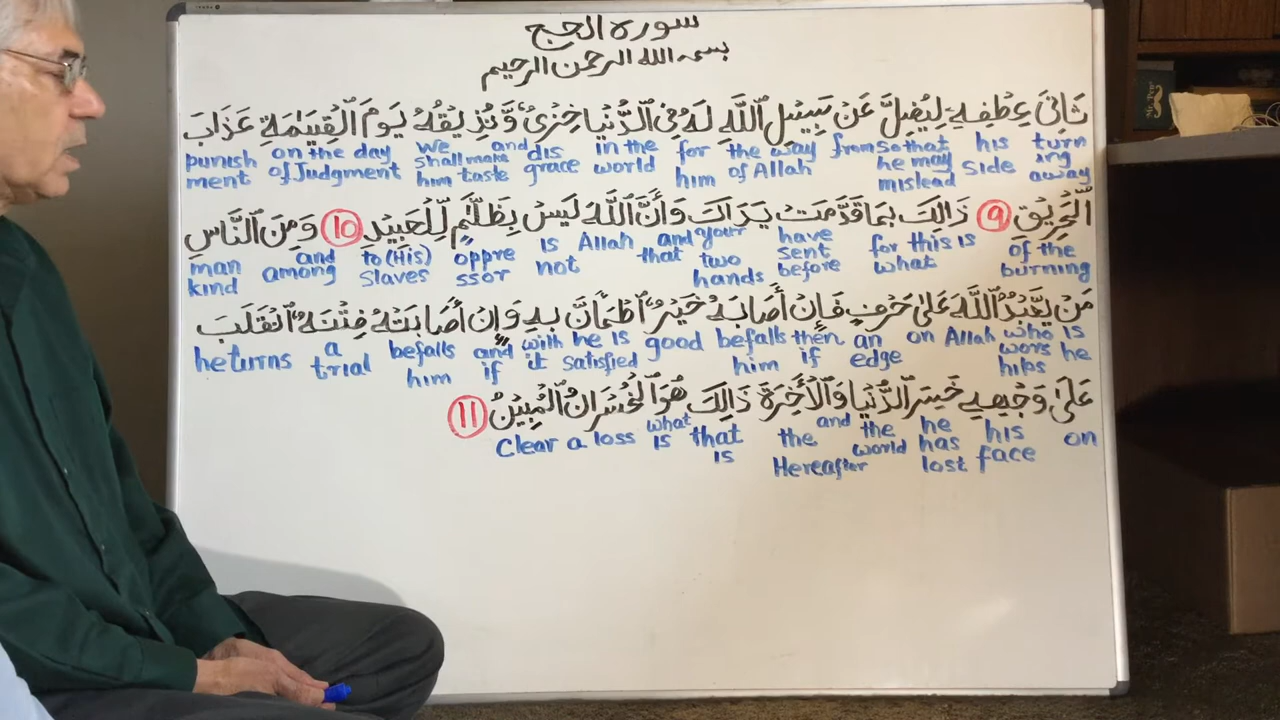 سورة الحج
بسم الله الرحمن الرحيم
ثَانِيَ عِطْفِهِۦ لِيُضِلَّ عَن سَبِيلِ ٱللَّهِ لَهُۥ فِى ٱلدُّنْيَا خِزْىٌ وَّنُذِيقُهُۥ يَوْمَ ٱلْقِيَٰمَةِ عَذَابَ
turn his so that from the way for in the and we on the day punish
ing side he may of Allah him world dis shall make of Judgment ment
away mislead grace him taste
ٱلْحَرِيقِ 9 ذَالِكَ بِمَا قَدَّمَتْ يَدَاكَ وَأَنَّ ٱللَّهَ لَيْسَ بِظَلَّٰمٍ لِّلْعَبِيدِ 10 وَمِنَ ٱلنَّاسِ
of the for this is have your and Allah is oppre to (His) and man
burning what sent two that not ssor slaves among kind
before hands
مَن يَّعْبُدُ ٱللَّهَ عَلَىٰ حَرْفٍ فَإِنْ أَصَابَهُۥ خَيْرٌ ٱطْمَأَنَّ بِهِۦ وَإِنْ أَصَابَتْهُ فِتْنَةٌ ٱنْقَلَبَ
who is Allah on an then befalls good he is with and befalls a he turns
wors he edge if him satisfied it if him trial
hips
عَلَىٰ وَجْهِهِۦ خَسِرَ ٱلدُّنْيَا وَٱلْأَخِرَةَ ذَالِكَ هُوَ ٱلْخُسْرَانُ ٱلْمُبِينُ 11
on his he the and that what a loss Clear
face has world the is is
lost Hereafter